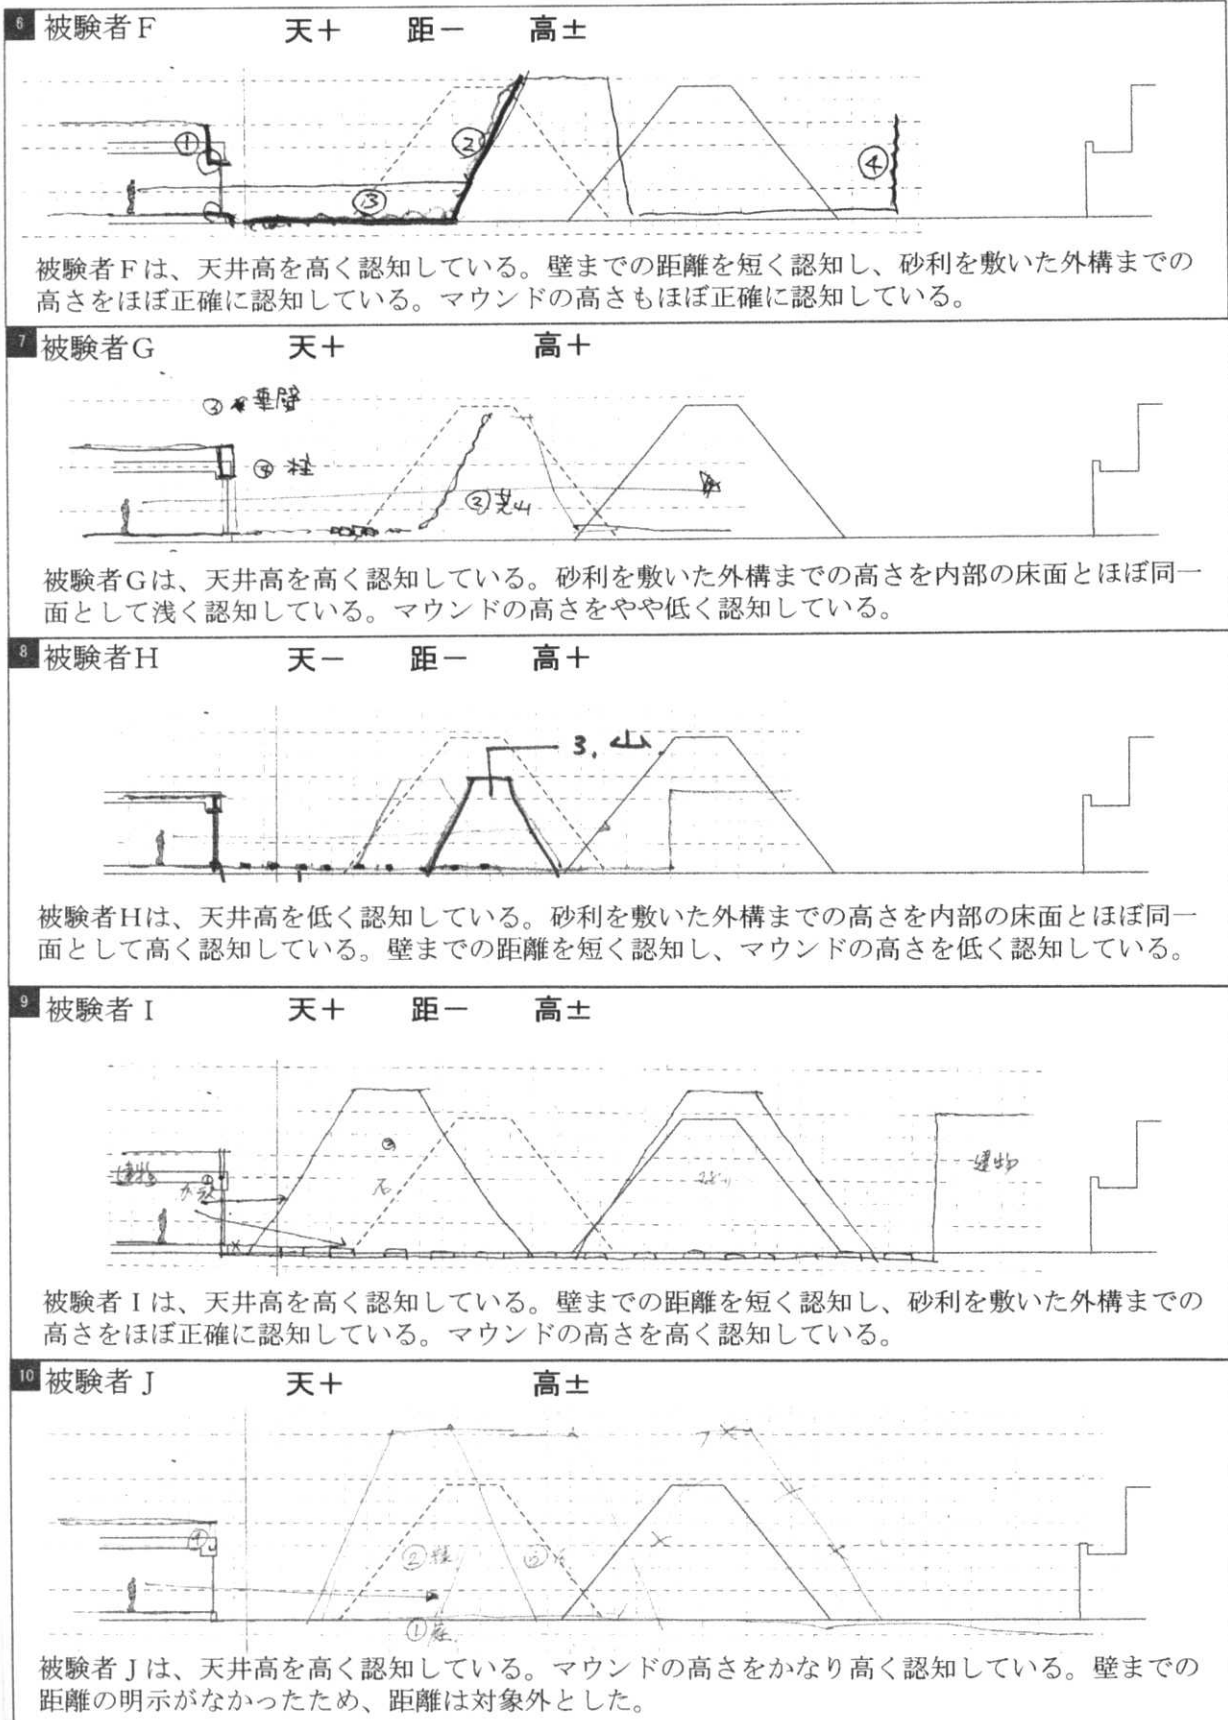 6 被験者F 天＋ 距－ 高±
①
②
③
④
被験者Fは、天井高を高く認知している。壁までの距離を短く認知し、砂利を敷いた外構までの
高さをほぼ正確に認知している。マウンドの高さもほぼ正確に認知している。
7 被験者G 天＋ 高＋
柱
被験者Gは、天井高を高く認知している。砂利を敷いた外構までの高さを内部の床面とほぼ同一
面として浅く認知している。マウンドの高さをやや低く認知している。
8 被験者H 天－ 距－ 高＋
3. 山.
被験者Hは、天井高を低く認知している。砂利を敷いた外構までの高さを内部の床面とほぼ同一
面として高く認知している。壁までの距離を短く認知し、マウンドの高さを低く認知している。
9 被験者I 天＋ 距－ 高±
建物
石
建物
被験者Iは、天井高を高く認知している。壁までの距離を短く認知し、砂利を敷いた外構までの
高さをほぼ正確に認知している。マウンドの高さを高く認知している。
10 被験者J 天＋ 高±
②
①
被験者Jは、天井高を高く認知している。マウンドの高さをかなり高く認知している。壁までの
距離の明示がなかったため、距離は対象外とした。